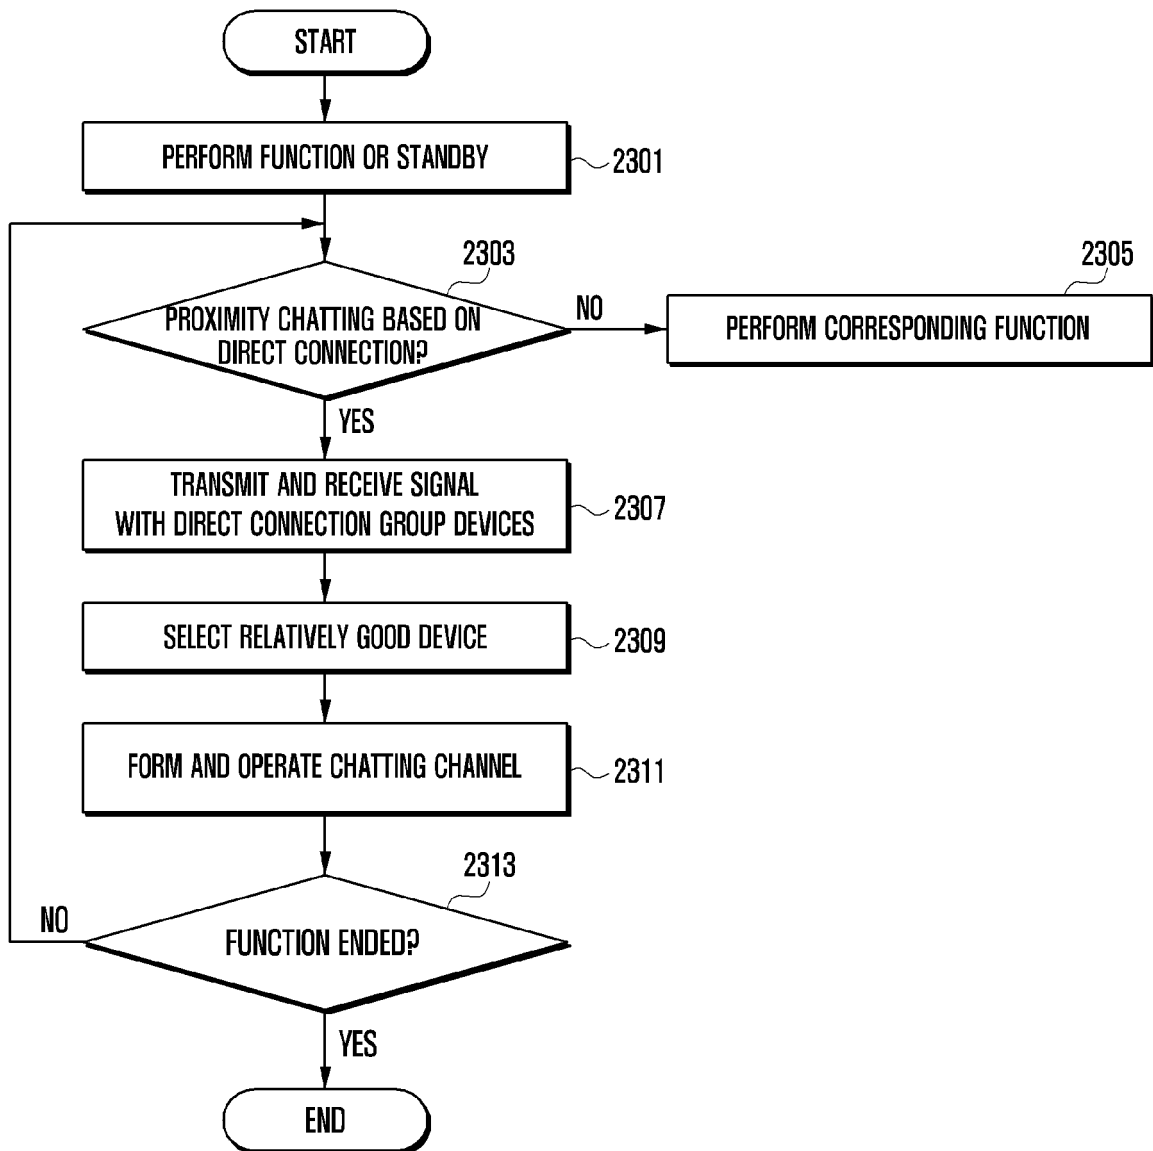 START
PERFORM FUNCTION OR STANDBY
2301
2303
2305
PROXIMITY CHATTING BASED ON
DIRECT CONNECTION?
NO
PERFORM CORRESPONDING FUNCTION
YES
TRANSMIT AND RECEIVE SIGNAL
WITH DIRECT CONNECTION GROUP DEVICES
2307
SELECT RELATIVELY GOOD DEVICE
2309
FORM AND OPERATE CHATTING CHANNEL
2311
2313
NO
FUNCTION ENDED?
YES
END